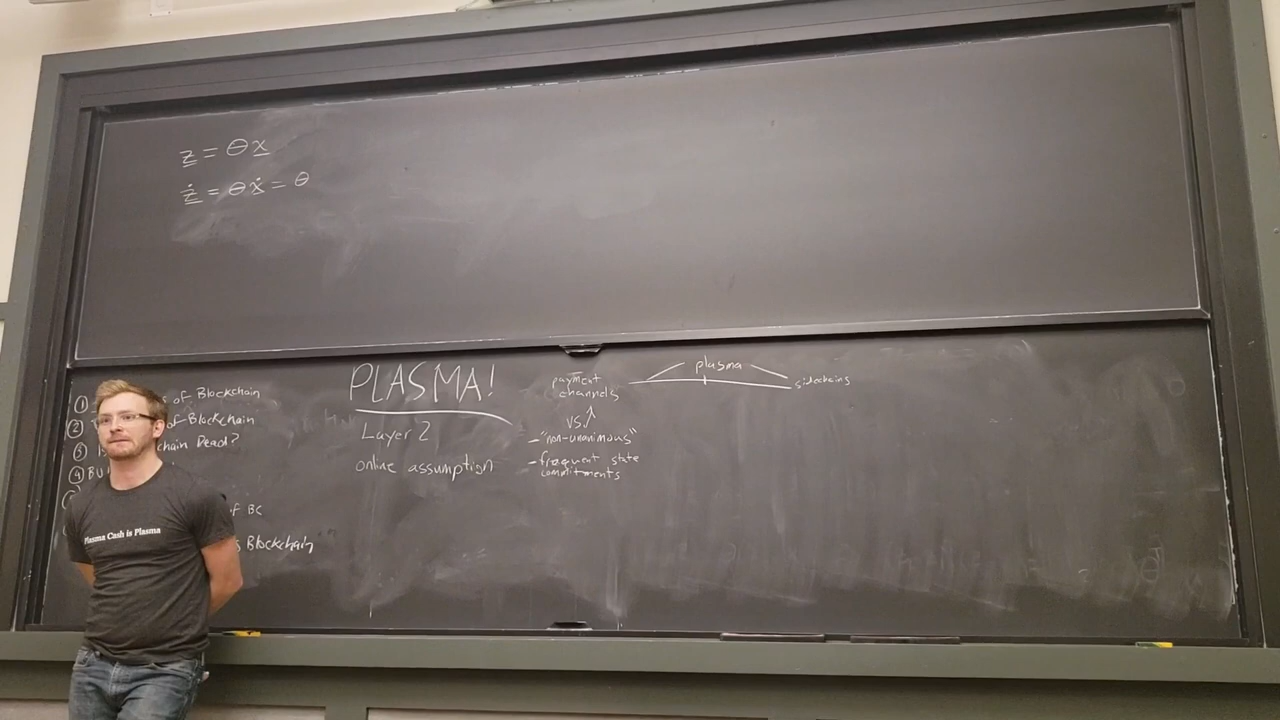 z = θx
ż = θẋ = θ
① of Blockchain
② of Blockchain
③ chain Dead?
④ BU
of BC
Blockchain
PLASMA!
Layer 2
online assumption
payment channels
plasma
sidechains
vs.
- "non-unanimous"
- frequent state
commitments
Plasma Cash is Plasma